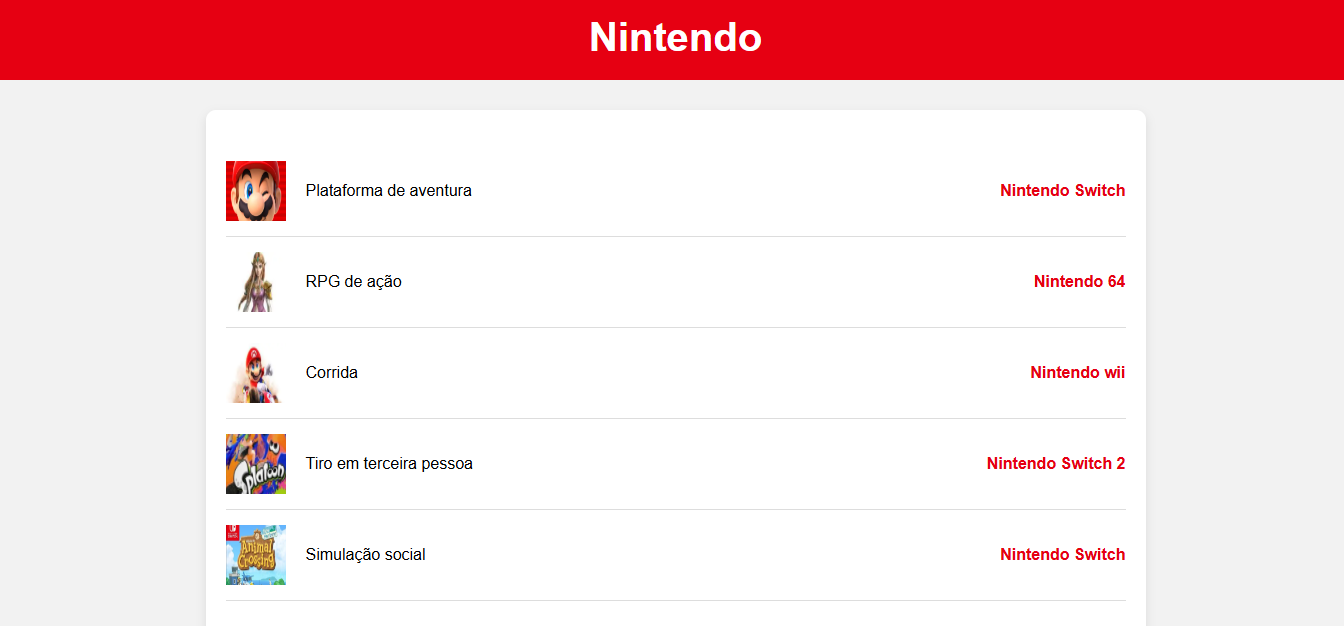 Nintendo
Plataforma de aventura Nintendo Switch
RPG de ação Nintendo 64
Corrida Nintendo wii
Splatoon
Tiro em terceira pessoa Nintendo Switch 2
Animal
Crossing
Simulação social Nintendo Switch